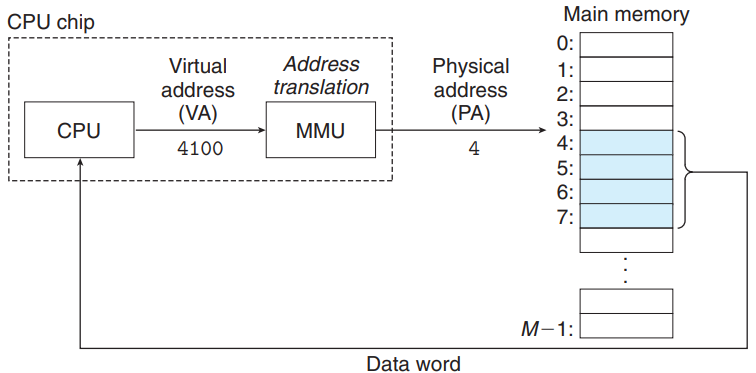 CPU chip
Main memory
Virtual
address
(VA)
Address
translation
Physical
address
(PA)
CPU
4100
MMU
4
0:
1:
2:
3:
4:
5:
6:
7:
. . .
M–1:
Data word